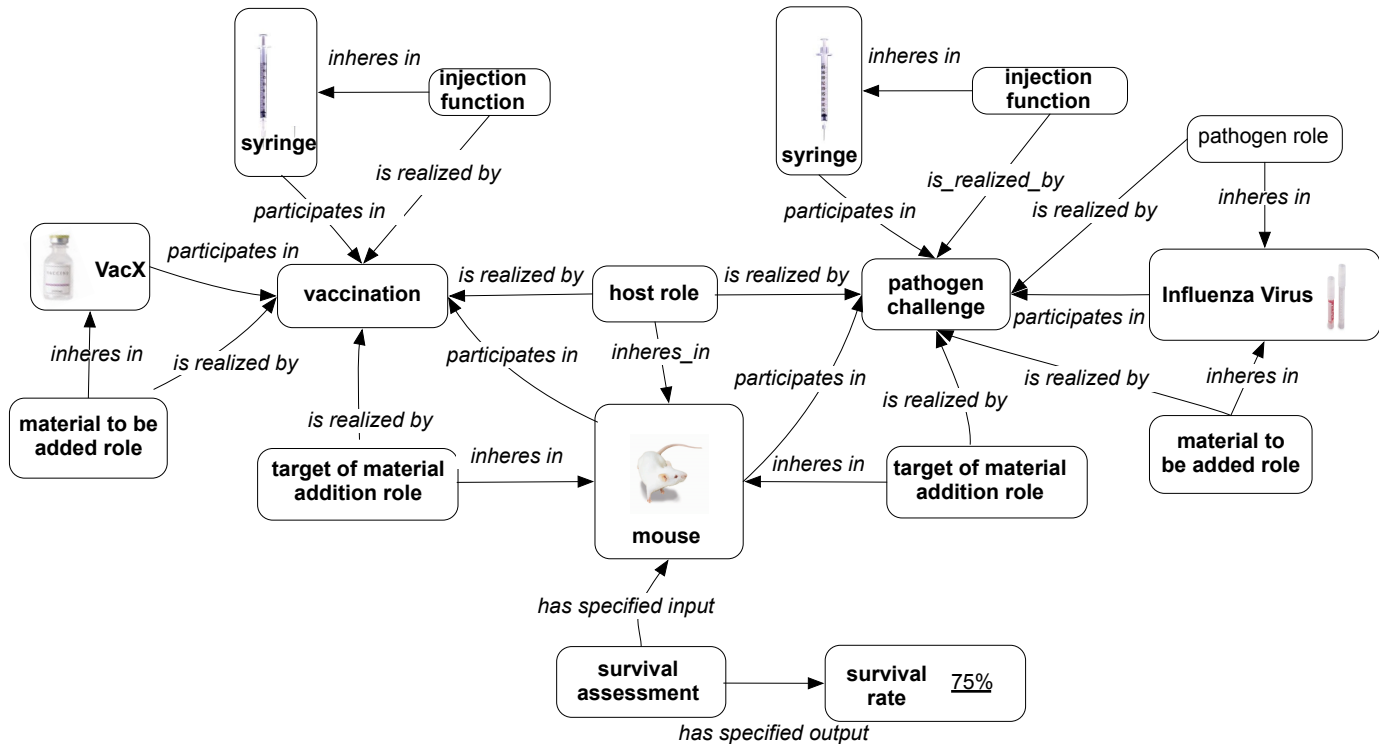 inheres in
injection
function
syringe
is realized by
participates in
inheres in
injection
function
syringe
is_realized_by
participates in
pathogen role
is realized by
inheres in
VacX
participates in
vaccination
is realized by
host role
is realized by
pathogen
challenge
Influenza Virus
participates in
inheres in
is realized by
participates in
inheres_in
participates in
is realized by
inheres in
material to be
added role
is realized by
is realized by
material to
be added role
target of material
addition role
inheres in
mouse
inheres in
target of material
addition role
has specified input
survival
assessment
survival
rate
75%
has specified output